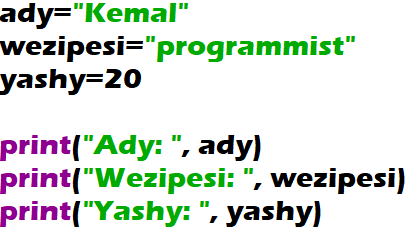 ady="Kemal"
wezipesi="programmist"
yashy=20
print("Ady: ", ady)
print("Wezipesi: ", wezipesi)
print("Yashy: ", yashy)